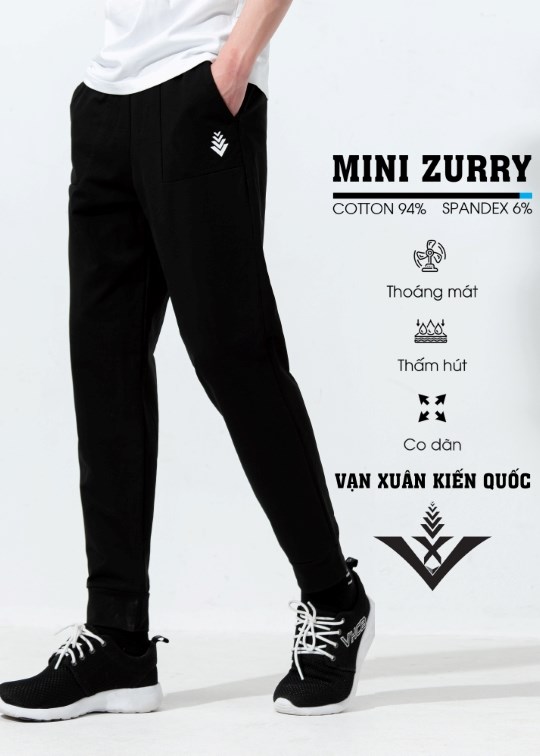 MINI ZURRY
COTTON 94% SPANDEX 6%
Thoáng mát
Thấm hút
Co dãn
VẠN XUÂN KIẾN QUỐC